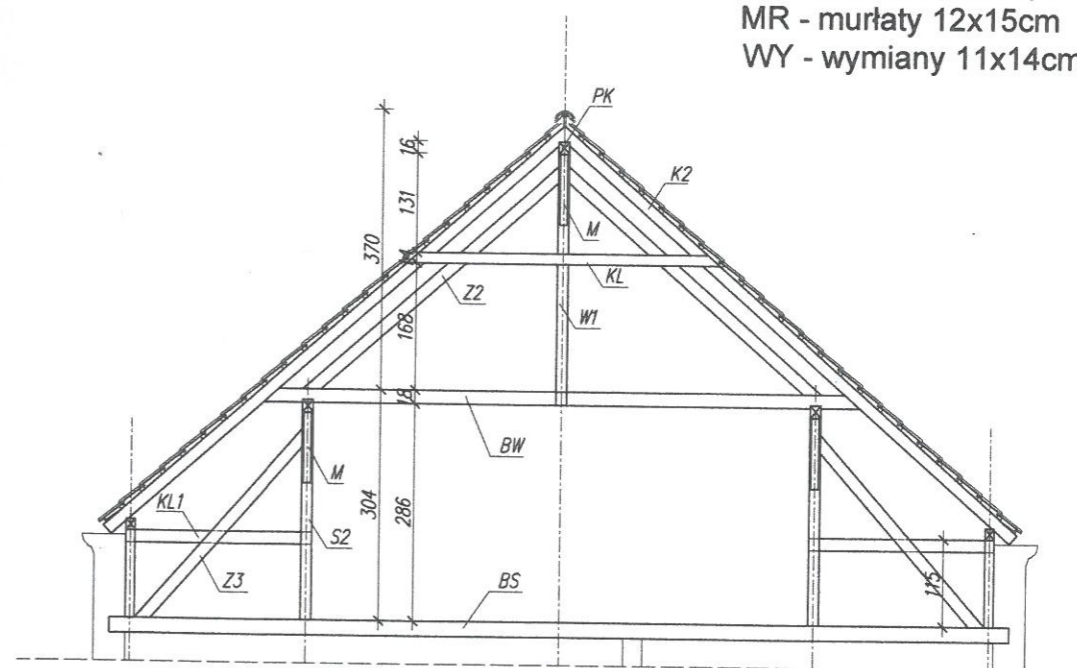 MR - murłaty 12x15cm
WY - wymiany 11x14cm
PK
16
K2
131
370
M
KL
Z2
168
W1
18
BW
M
304
286
KL1
S2
Z3
BS
115